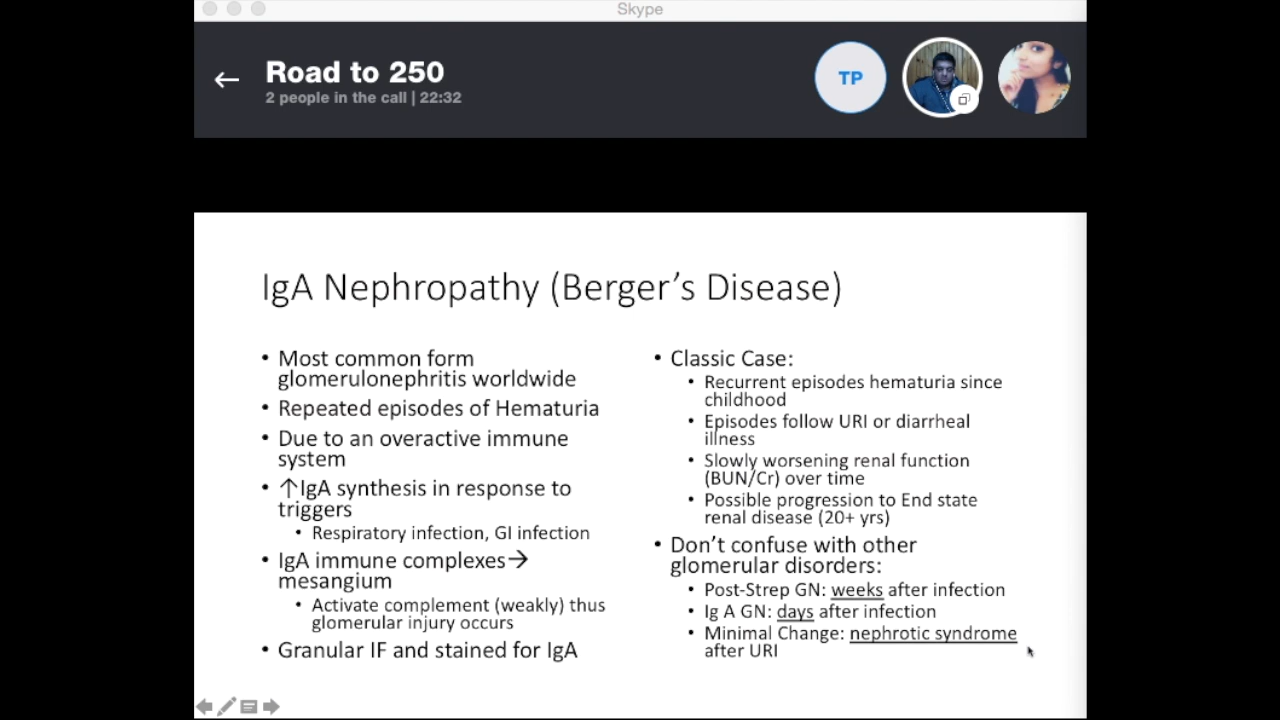 Skype
Road to 250
2 people in the call | 22:32
TP
IgA Nephropathy (Berger's Disease)
• Most common form
glomerulonephritis worldwide
• Repeated episodes of Hematuria
• Due to an overactive immune
system
• ↑IgA synthesis in response to
triggers
• Respiratory infection, GI infection
• IgA immune complexes→
mesangium
• Activate complement (weakly) thus
glomerular injury occurs
• Granular IF and stained for IgA
• Classic Case:
• Recurrent episodes hematuria since
childhood
• Episodes follow URI or diarrheal
illness
• Slowly worsening renal function
(BUN/Cr) over time
• Possible progression to End state
renal disease (20+ yrs)
• Don't confuse with other
glomerular disorders:
• Post-Strep GN: weeks after infection
• Ig A GN: days after infection
• Minimal Change: nephrotic syndrome
after URI